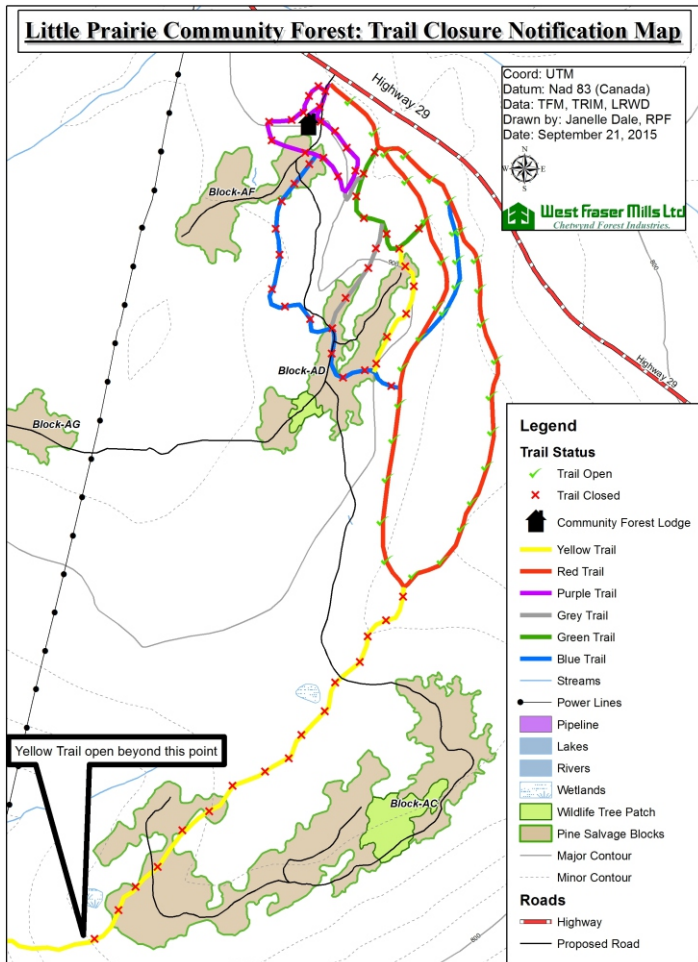 Little Prairie Community Forest: Trail Closure Notification Map
Coord: UTM
Datum: Nad 83 (Canada)
Data: TFM, TRIM, LRWD
Drawn by: Janelle Dale, RPF
Date: September 21, 2015
N
W
E
S
West Fraser Mills Ltd
Chetwynd Forest Industries.
Highway 29
Block-AF
900
800
Highway 29
Block-AD
Block-AG
Legend
Trail Status
Trail Open
Trail Closed
Community Forest Lodge
Yellow Trail
Red Trail
Purple Trail
Grey Trail
Green Trail
Blue Trail
Streams
Power Lines
Pipeline
Lakes
Rivers
Wetlands
Wildlife Tree Patch
Pine Salvage Blocks
Major Contour
Minor Contour
Roads
Highway
Proposed Road
Yellow Trail open beyond this point
Block-AC
800